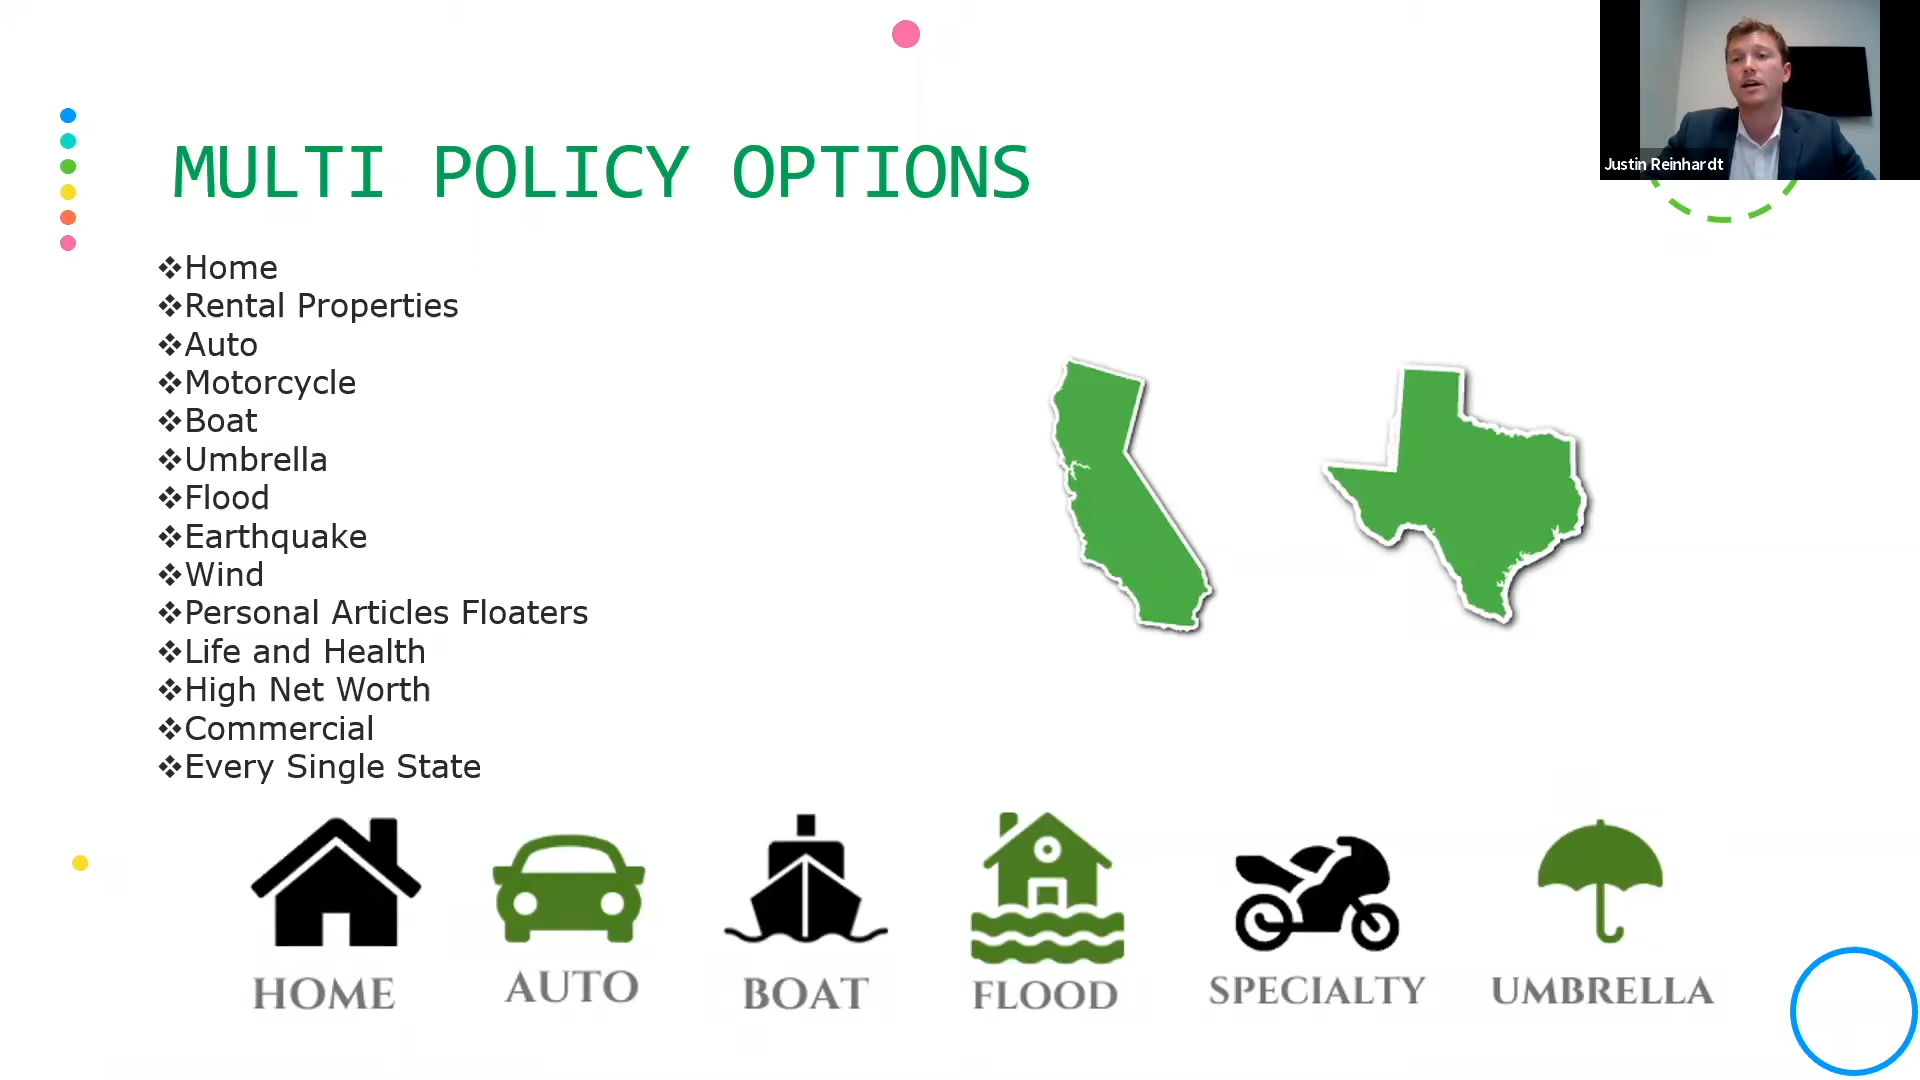 Justin Reinhardt
MULTI POLICY OPTIONS
❖Home
❖Rental Properties
❖Auto
❖Motorcycle
❖Boat
❖Umbrella
❖Flood
❖Earthquake
❖Wind
❖Personal Articles Floaters
❖Life and Health
❖High Net Worth
❖Commercial
❖Every Single State
HOME
AUTO
BOAT
FLOOD
SPECIALTY
UMBRELLA